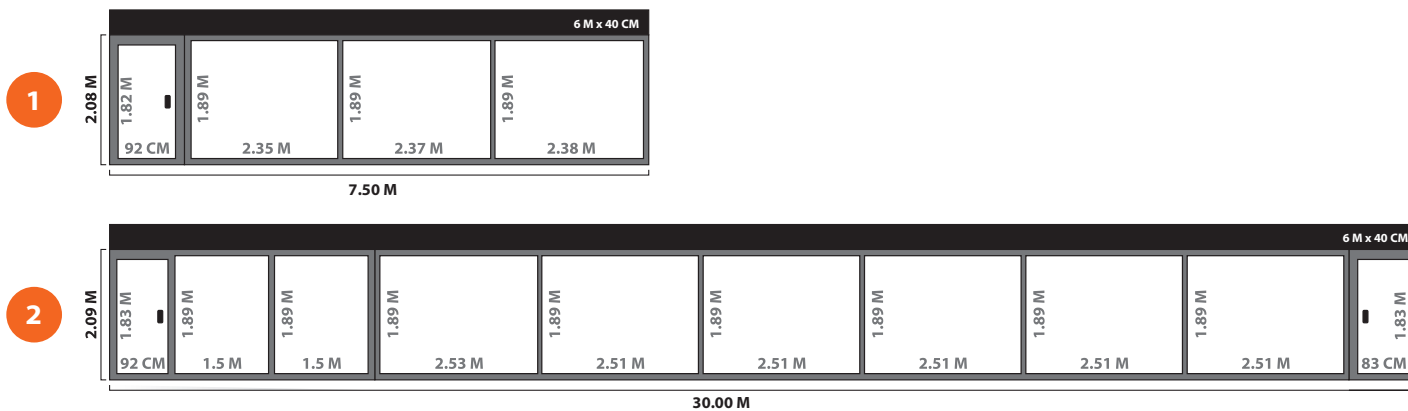 6 M x 40 CM
1
2.08 M
1.82 M
1.89 M
1.89 M
1.89 M
92 CM
2.35 M
2.37 M
2.38 M
7.50 M
6 M x 40 CM
2
2.09 M
1.83 M
1.89 M
1.89 M
1.89 M
1.89 M
1.89 M
1.89 M
1.89 M
1.89 M
1.83 M
92 CM
1.5 M
1.5 M
2.53 M
2.51 M
2.51 M
2.51 M
2.51 M
2.51 M
83 CM
30.00 M